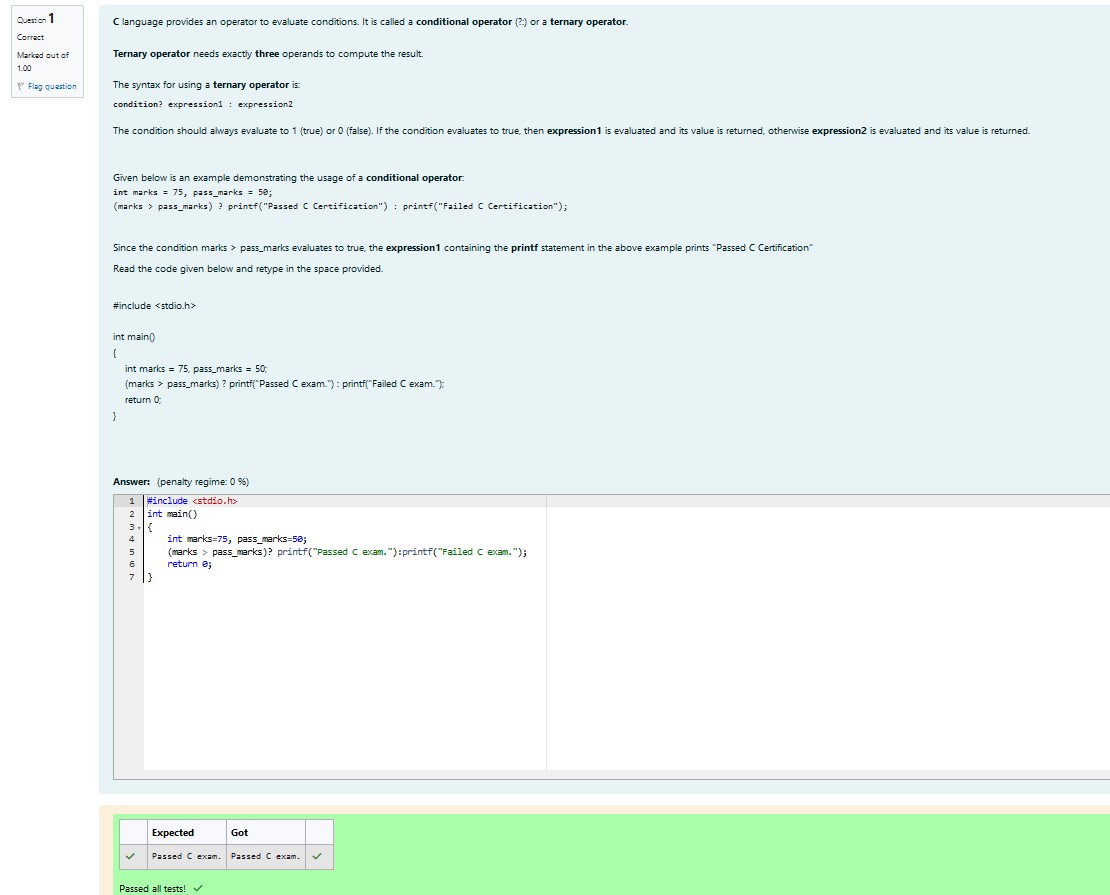 Question 1
Correct
Marked out of
1.00
Flag question
C language provides an operator to evaluate conditions. It is called a conditional operator (?:) or a ternary operator.
Ternary operator needs exactly three operands to compute the result.
The syntax for using a ternary operator is:
condition? expression1 : expression2
The condition should always evaluate to 1 (true) or 0 (false). If the condition evaluates to true, then expression1 is evaluated and its value is returned, otherwise expression2 is evaluated and its value is returned.
Given below is an example demonstrating the usage of a conditional operator:
int marks = 75, pass_marks = 50;
(marks > pass_marks) ? printf("Passed C Certification") : printf("Failed C Certification");
Since the condition marks > pass_marks evaluates to true, the expression1 containing the printf statement in the above example prints "Passed C Certification"
Read the code given below and retype in the space provided.
#include <stdio.h>
int main()
{
int marks = 75, pass_marks = 50;
(marks > pass_marks) ? printf("Passed C exam.") : printf("Failed C exam.");
return 0;
}
Answer: (penalty regime: 0 %)
1 #include <stdio.h>
2 int main()
3 {
4 int marks=75, pass_marks=50;
5 (marks > pass_marks)? printf("Passed C exam."):printf("Failed C exam.");
6 return 0;
7 }
Expected Got
Passed C exam. Passed C exam.
Passed all tests!